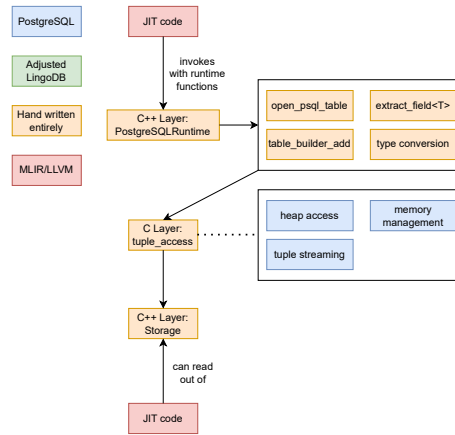 PostgreSQL
Adjusted
LingoDB
Hand written
entirely
MLIR/LLVM
JIT code
invokes
with runtime
functions
C++ Layer:
PostgreSQLRuntime
open_psql_table
extract_field<T>
table_builder_add
type conversion
C Layer:
tuple_access
heap access
memory
management
tuple streaming
C++ Layer:
Storage
can read
out of
JIT code